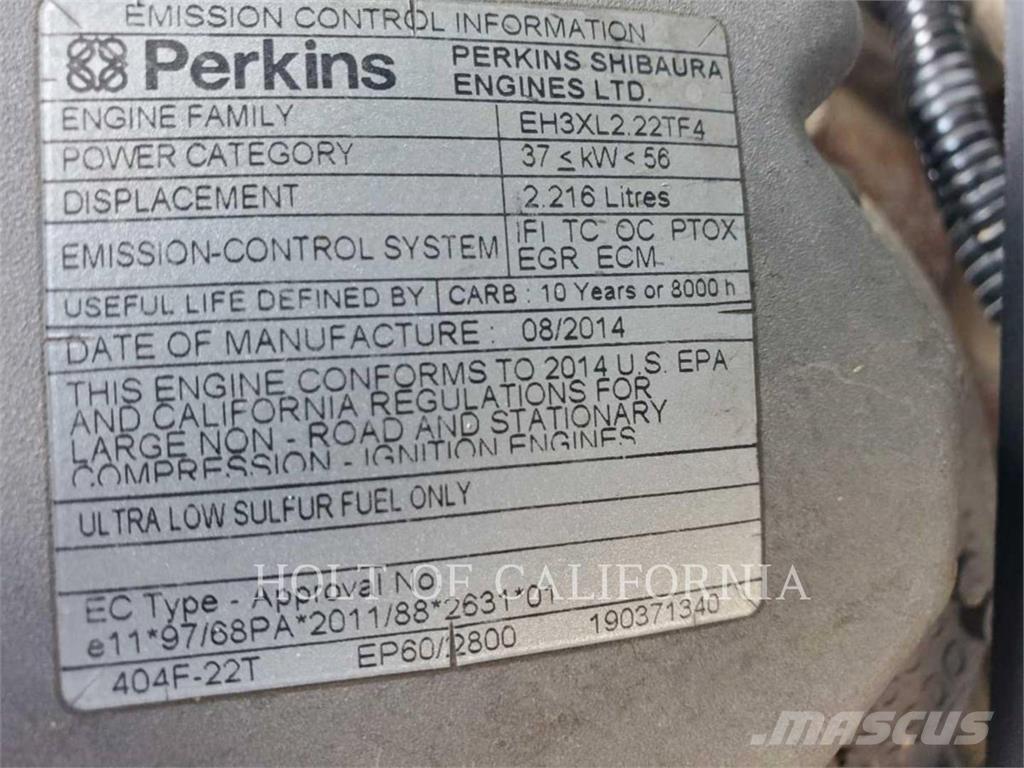 EMISSION CONTROL INFORMATION
Perkins
PERKINS SHIBAURA
ENGINES LTD.
ENGINE FAMILY EH3XL2.22TF4
POWER CATEGORY 37 ≤ kW < 56
DISPLACEMENT 2.216 Litres
EMISSION-CONTROL SYSTEM
IFI TC OC PTOX
EGR ECM
USEFUL LIFE DEFINED BY CARB : 10 Years or 8000 h
DATE OF MANUFACTURE : 08/2014
THIS ENGINE CONFORMS TO 2014 U.S. EPA
AND CALIFORNIA REGULATIONS FOR
LARGE NON - ROAD AND STATIONARY
COMPRESSION - IGNITION ENGINES
ULTRA LOW SULFUR FUEL ONLY
HOLT OF CALIFORNIA
EC Type - Approval No
e11*97/68PA*2011/88*2631*01
404F-22T EP60/2800 190371340
MASCUS